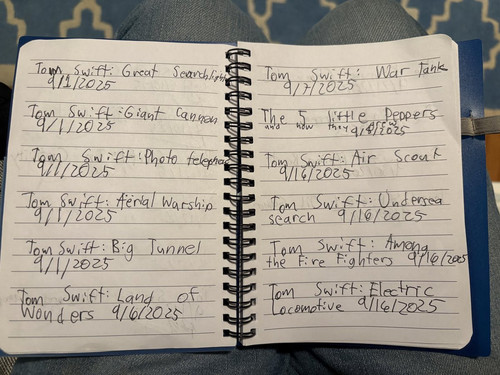 Tom Swift: Great Searchlight
9/1/2025
Tom Swift: Giant Cannon
9/1/2025
Tom Swift: Photo telephone
9/1/2025
Tom Swift: Aerial Warship
9/1/2025
Tom Swift: Big Tunnel
9/1/2025
Tom Swift: Land of
Wonders 9/6/2025
Tom Swift: War Tank
9/7/2025
The 5 little Peppers
and how they grew 9/9/2025
Tom Swift: Air Scout
9/16/2025
Tom Swift: Undersea
search 9/16/2025
Tom Swift: Among
the Fire Fighters 9/16/2025
Tom Swift: Electric
Locomotive 9/16/2025